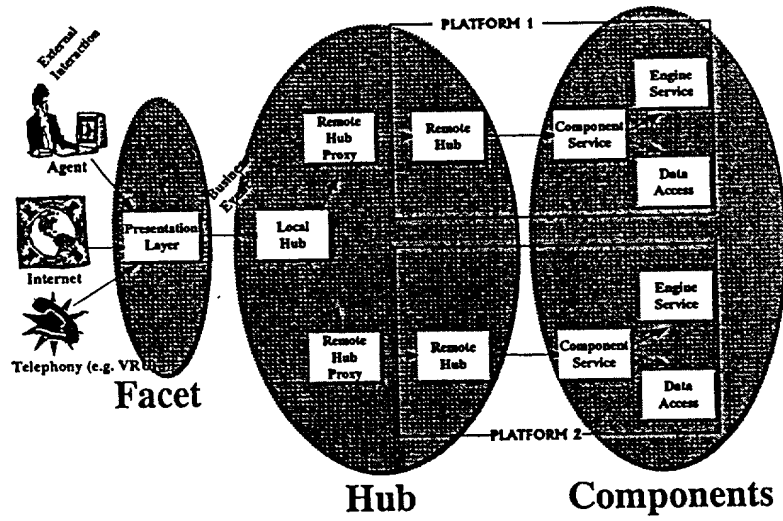 PLATFORM 1
External
Interaction
Agent
Internet
Telephony (e.g. VR
Presentation
Layer
Facet
Business
Local
Hub
Remote
Hub
Proxy
Remote
Hub
Component
Service
Engine
Service
Data
Access
Remote
Hub
Proxy
Remote
Hub
Component
Service
Engine
Service
Data
Access
PLATFORM 2
Hub
Components